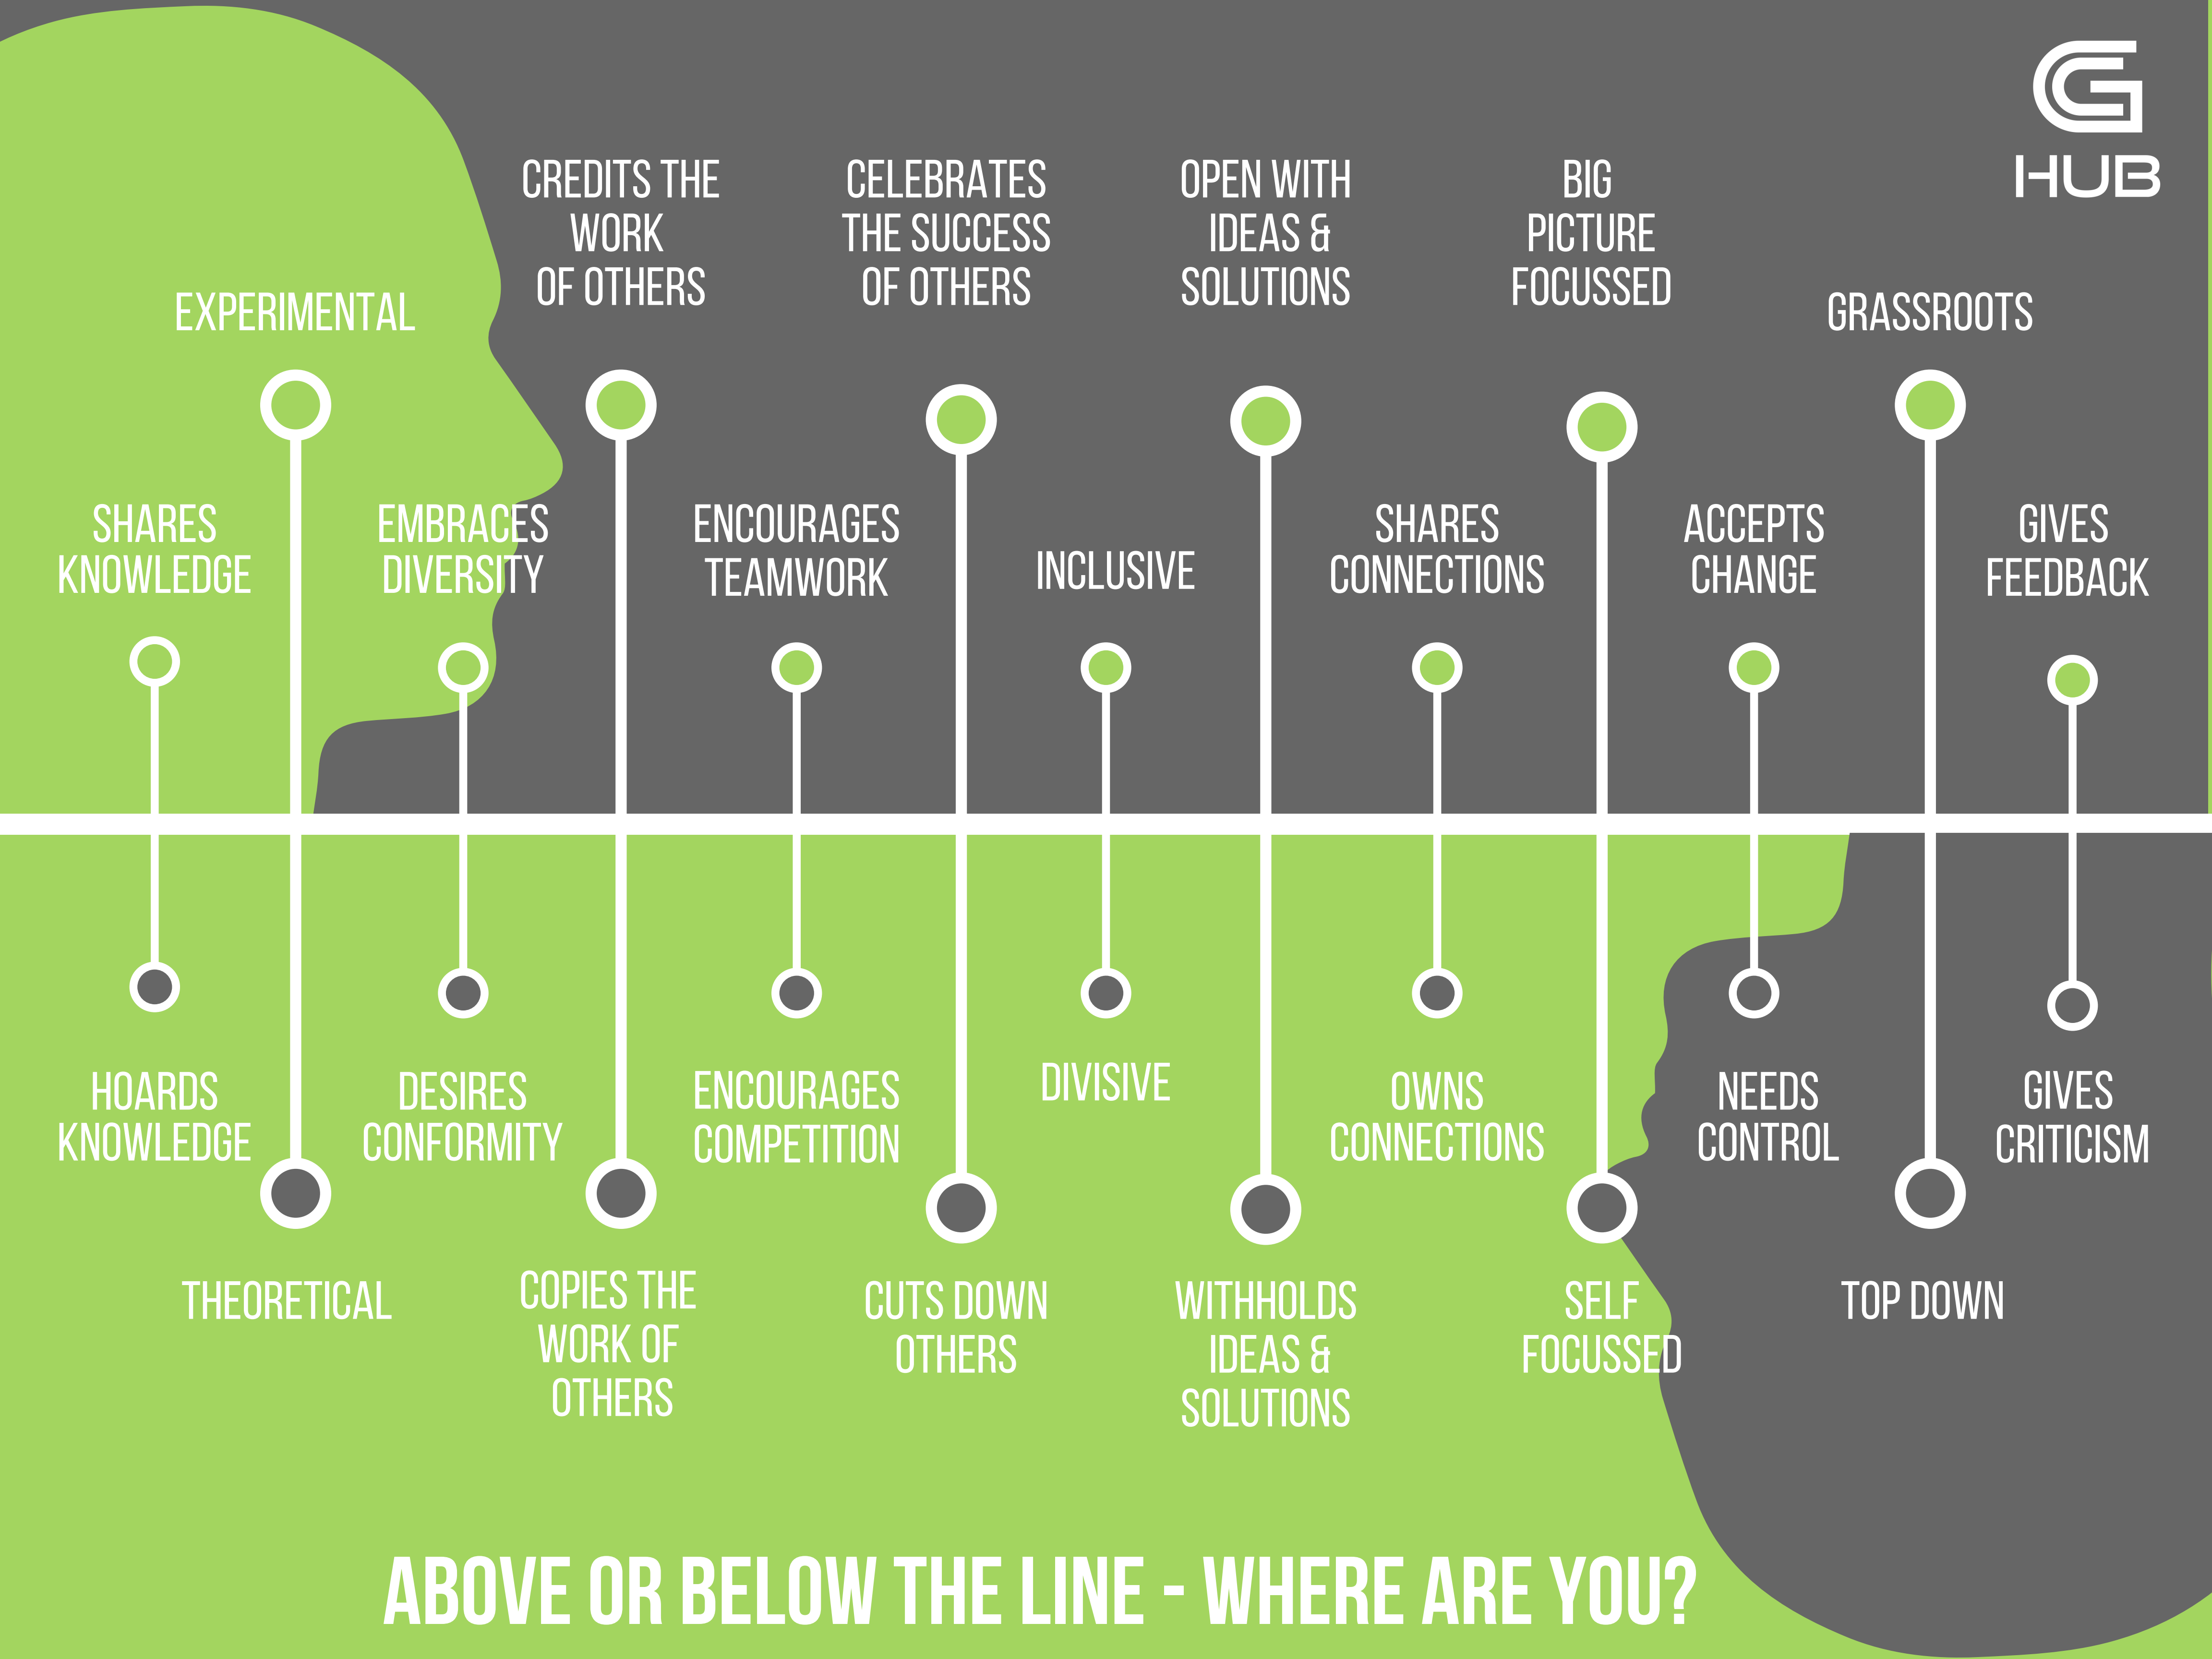 G
HUB
CREDITS THE
WORK
OF OTHERS
CELEBRATES
THE SUCCESS
OF OTHERS
OPEN WITH
IDEAS &
SOLUTIONS
BIG
PICTURE
FOCUSSED
EXPERIMENTAL
GRASSROOTS
SHARES
KNOWLEDGE
EMBRACES
DIVERSITY
ENCOURAGES
TEAMWORK
INCLUSIVE
SHARES
CONNECTIONS
ACCEPTS
CHANGE
GIVES
FEEDBACK
HOARDS
KNOWLEDGE
DESIRES
CONFORMITY
ENCOURAGES
COMPETITION
DIVISIVE
OWNS
CONNECTIONS
NEEDS
CONTROL
GIVES
CRITICISM
THEORETICAL
COPIES THE
WORK OF
OTHERS
CUTS DOWN
OTHERS
WITHHOLDS
IDEAS &
SOLUTIONS
SELF
FOCUSSED
TOP DOWN
ABOVE OR BELOW THE LINE - WHERE ARE YOU?